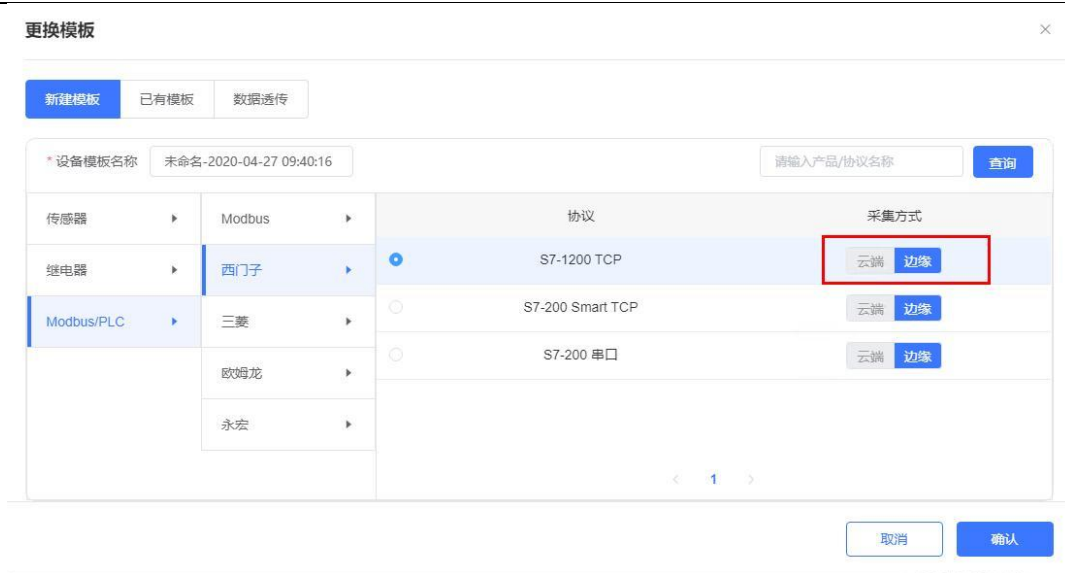 更换模板
新建模板 已有模板 数据透传
* 设备模板名称 未命名-2020-04-27 09:40:16 请输入产品/协议名称 查询
传感器 Modbus 协议 采集方式
继电器 西门子 S7-1200 TCP 云端 边缘
Modbus/PLC 三菱 S7-200 Smart TCP 云端 边缘
欧姆龙 S7-200 串口 云端 边缘
永宏
1
取消 确认